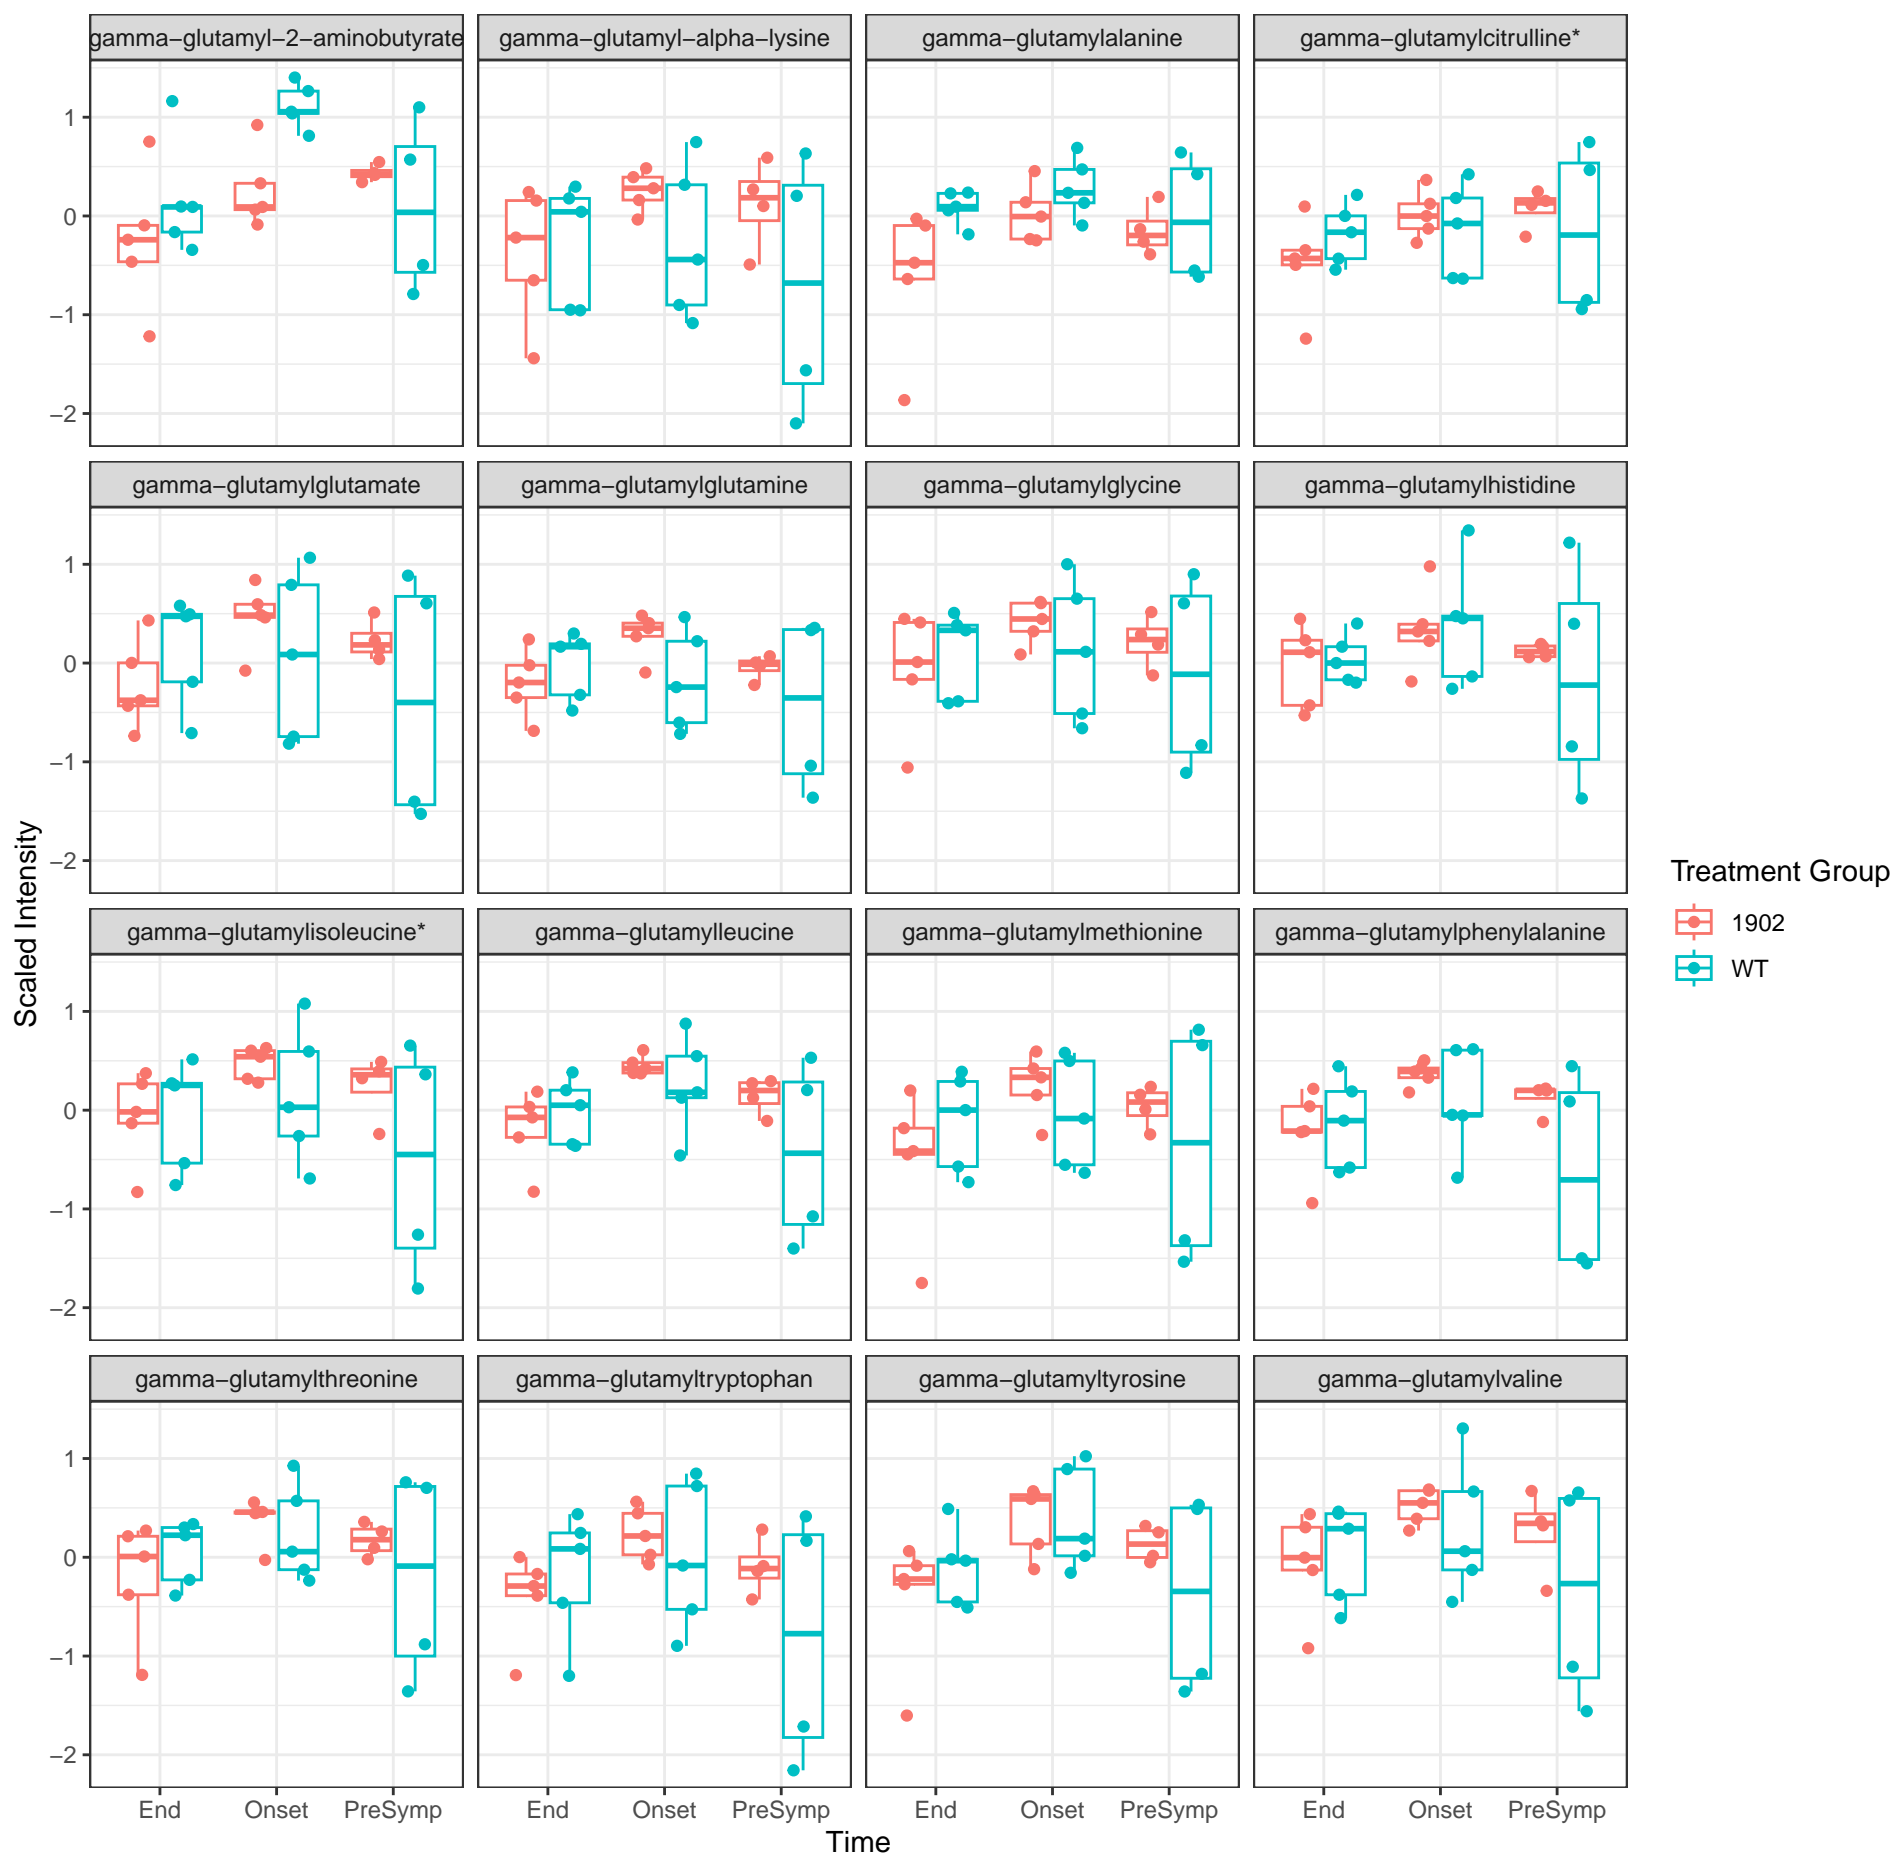 gamma−glutamyl−2−aminobutyrate
gamma−glutamyl−alpha−lysine
gamma−glutamylalanine
gamma−glutamylcitrulline*
1
0
−1
−2
gamma−glutamylglutamate
gamma−glutamylglutamine
gamma−glutamylglycine
gamma−glutamylhistidine
1
0
−1
−2
gamma−glutamylisoleucine*
gamma−glutamylleucine
gamma−glutamylmethionine
gamma−glutamylphenylalanine
1
0
−1
−2
gamma−glutamylthreonine
gamma−glutamyltryptophan
gamma−glutamyltyrosine
gamma−glutamylvaline
1
0
−1
−2
End Onset PreSymp
End Onset PreSymp
End Onset PreSymp
End Onset PreSymp
Time
Scaled Intensity
Treatment Group
1902
WT